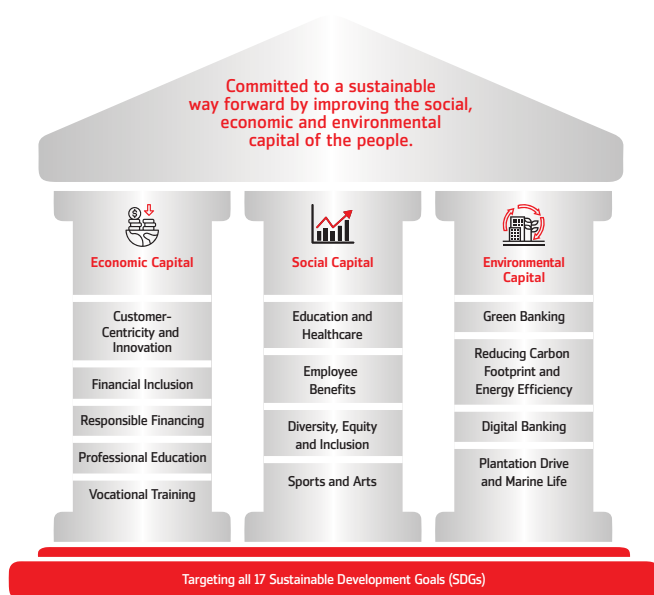 Committed to a sustainable
way forward by improving the social,
economic and environmental
capital of the people.
Economic Capital
Customer-
Centricity and
Innovation
Financial Inclusion
Responsible Financing
Professional Education
Vocational Training
Social Capital
Education and
Healthcare
Employee
Benefits
Diversity, Equity
and Inclusion
Sports and Arts
Environmental
Capital
Green Banking
Reducing Carbon
Footprint and
Energy Efficiency
Digital Banking
Plantation Drive
and Marine Life
Targeting all 17 Sustainable Development Goals (SDGs)